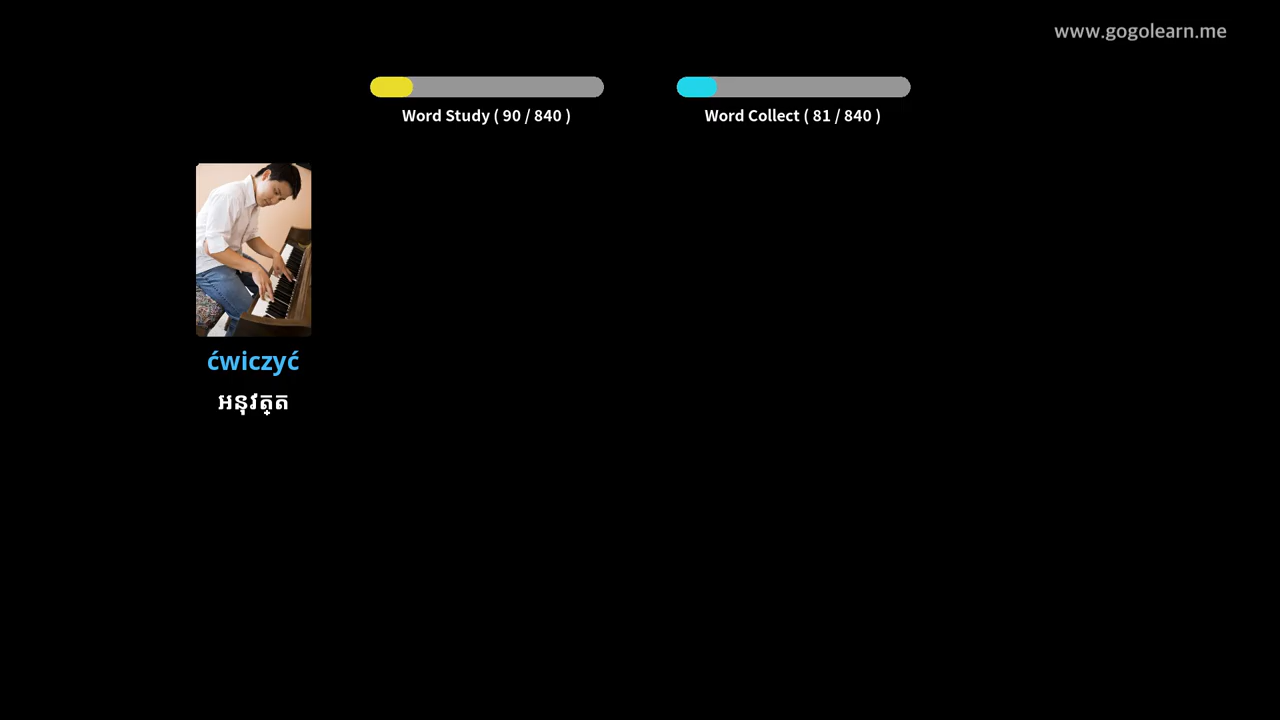 www.gogolearn.me
Word Study ( 90 / 840 )
Word Collect ( 81 / 840 )
ćwiczyć
អនុវត្ត